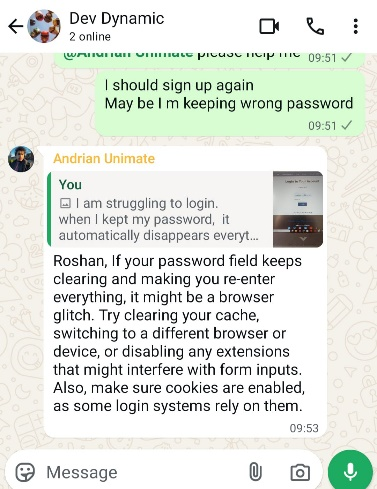 Dev Dynamic
2 online
@Andrian Unimate please help me 09:51
I should sign up again
May be I m keeping wrong password
09:51
Andrian Unimate
You
I am struggling to login.
when I kept my password, it
automatically disappears everyt...
Roshan, If your password field keeps
clearing and making you re-enter
everything, it might be a browser
glitch. Try clearing your cache,
switching to a different browser or
device, or disabling any extensions
that might interfere with form inputs.
Also, make sure cookies are enabled,
as some login systems rely on them.
09:53
Message